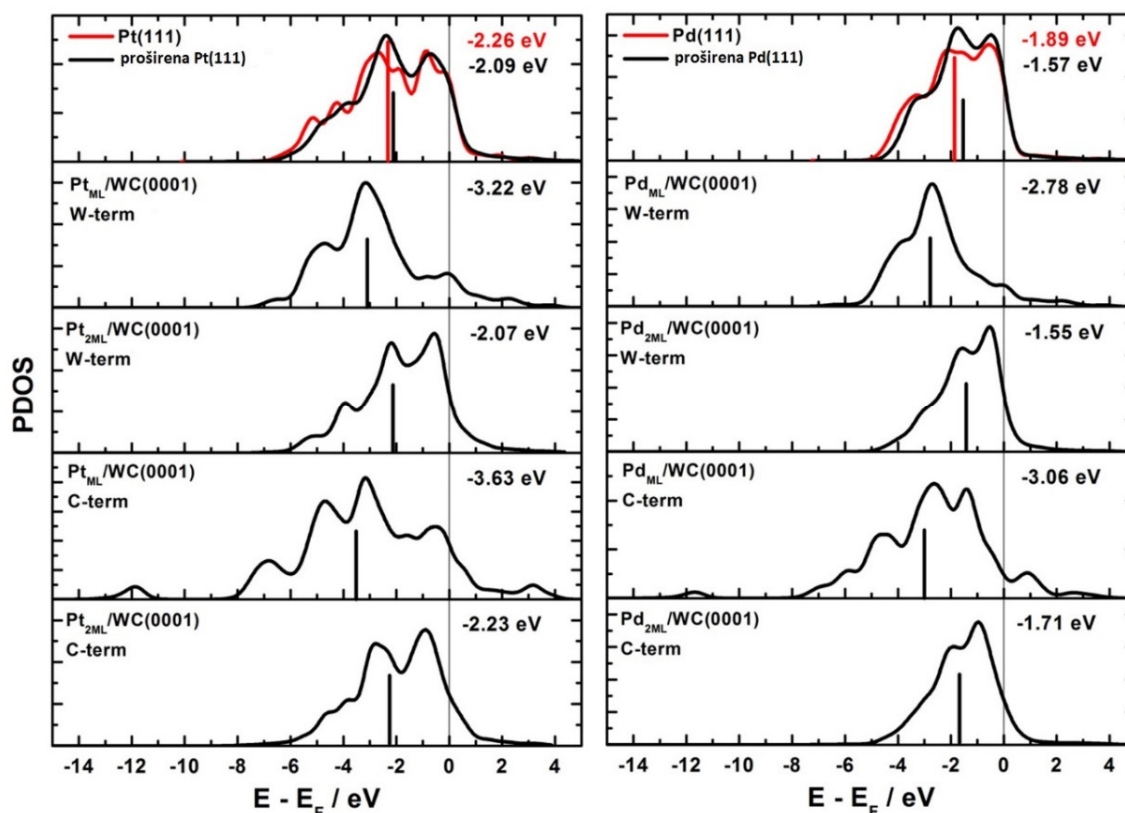 Pt(111)
proširena Pt(111)
-2.26 eV
-2.09 eV
Pt_ML/WC(0001)
W-term
-3.22 eV
Pt_2ML/WC(0001)
W-term
-2.07 eV
Pt_ML/WC(0001)
C-term
-3.63 eV
Pt_2ML/WC(0001)
C-term
-2.23 eV
PDOS
-14 -12 -10 -8 -6 -4 -2 0 2 4
E - E_F / eV
Pd(111)
proširena Pd(111)
-1.89 eV
-1.57 eV
Pd_ML/WC(0001)
W-term
-2.78 eV
Pd_2ML/WC(0001)
W-term
-1.55 eV
Pd_ML/WC(0001)
C-term
-3.06 eV
Pd_2ML/WC(0001)
C-term
-1.71 eV
-14 -12 -10 -8 -6 -4 -2 0 2 4
E - E_F / eV